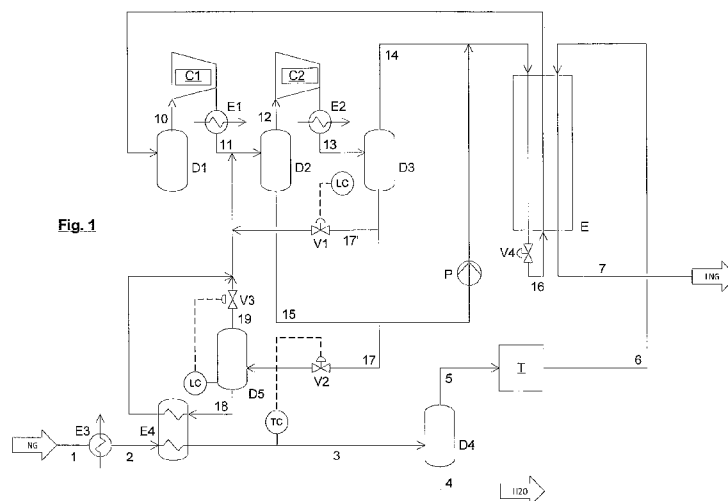 14
C1
C2
E1
E2
10
12
11
13
D1
D2
D3
LC
Fig. 1
V1
17'
E
V4
16
7
LNG
P
V3
19
15
17
6
T
5
LC
D5
V2
18
TC
NG
E3
E4
1
2
3
D4
4
H2O